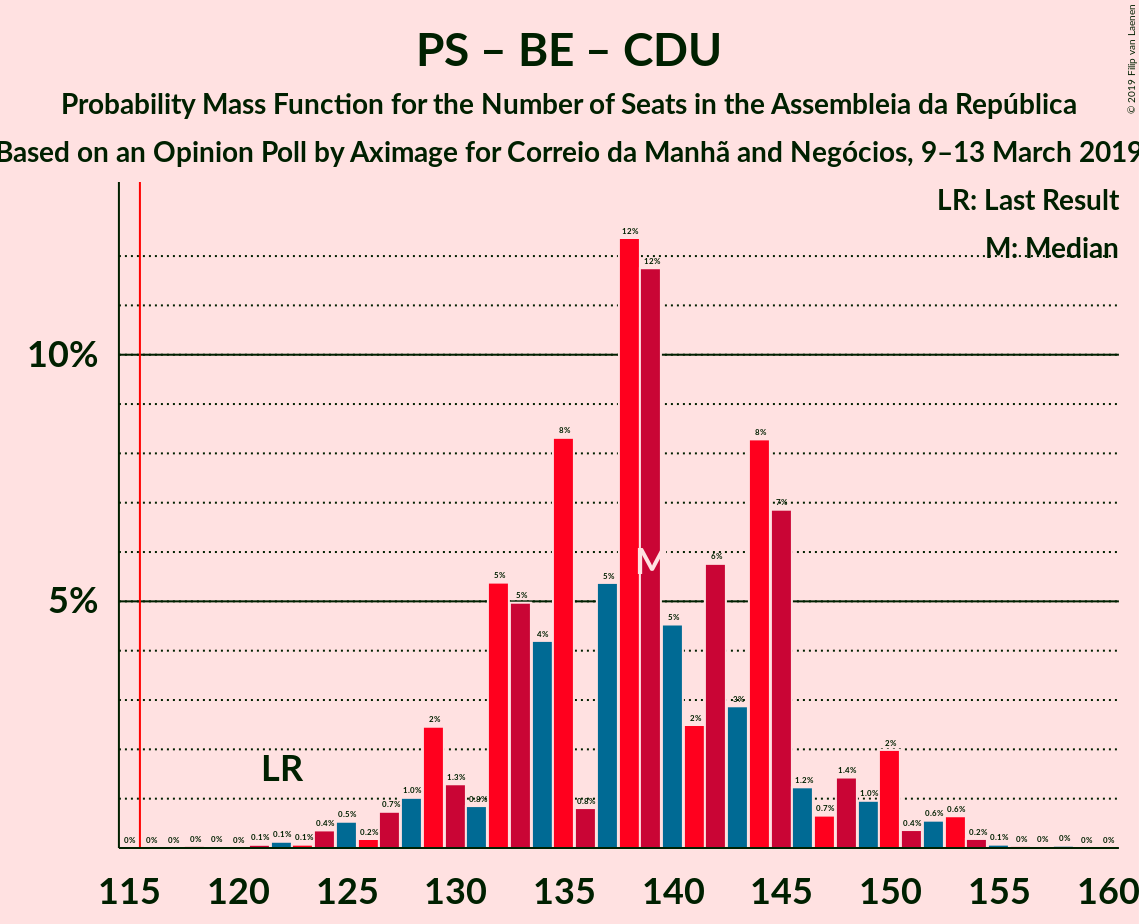 PS – BE – CDU
Probability Mass Function for the Number of Seats in the Assembleia da República
Based on an Opinion Poll by Aximage for Correio da Manhã and Negócios, 9–13 March 2019
© 2019 Filip van Laenen
LR: Last Result
M: Median
10%
5%
LR
M
0% 0% 0% 0% 0% 0% 0.1% 0.1% 0.1% 0.4% 0.5% 0.2% 0.7% 1.0% 2% 1.3% 0.8% 5% 5% 4% 8% 0.8% 5% 12% 12% 5% 2% 6% 3% 8% 7% 1.2% 0.7% 1.4% 1.0% 2% 0.4% 0.6% 0.6% 0.2% 0.1% 0% 0% 0% 0% 0%
115 120 125 130 135 140 145 150 155 160